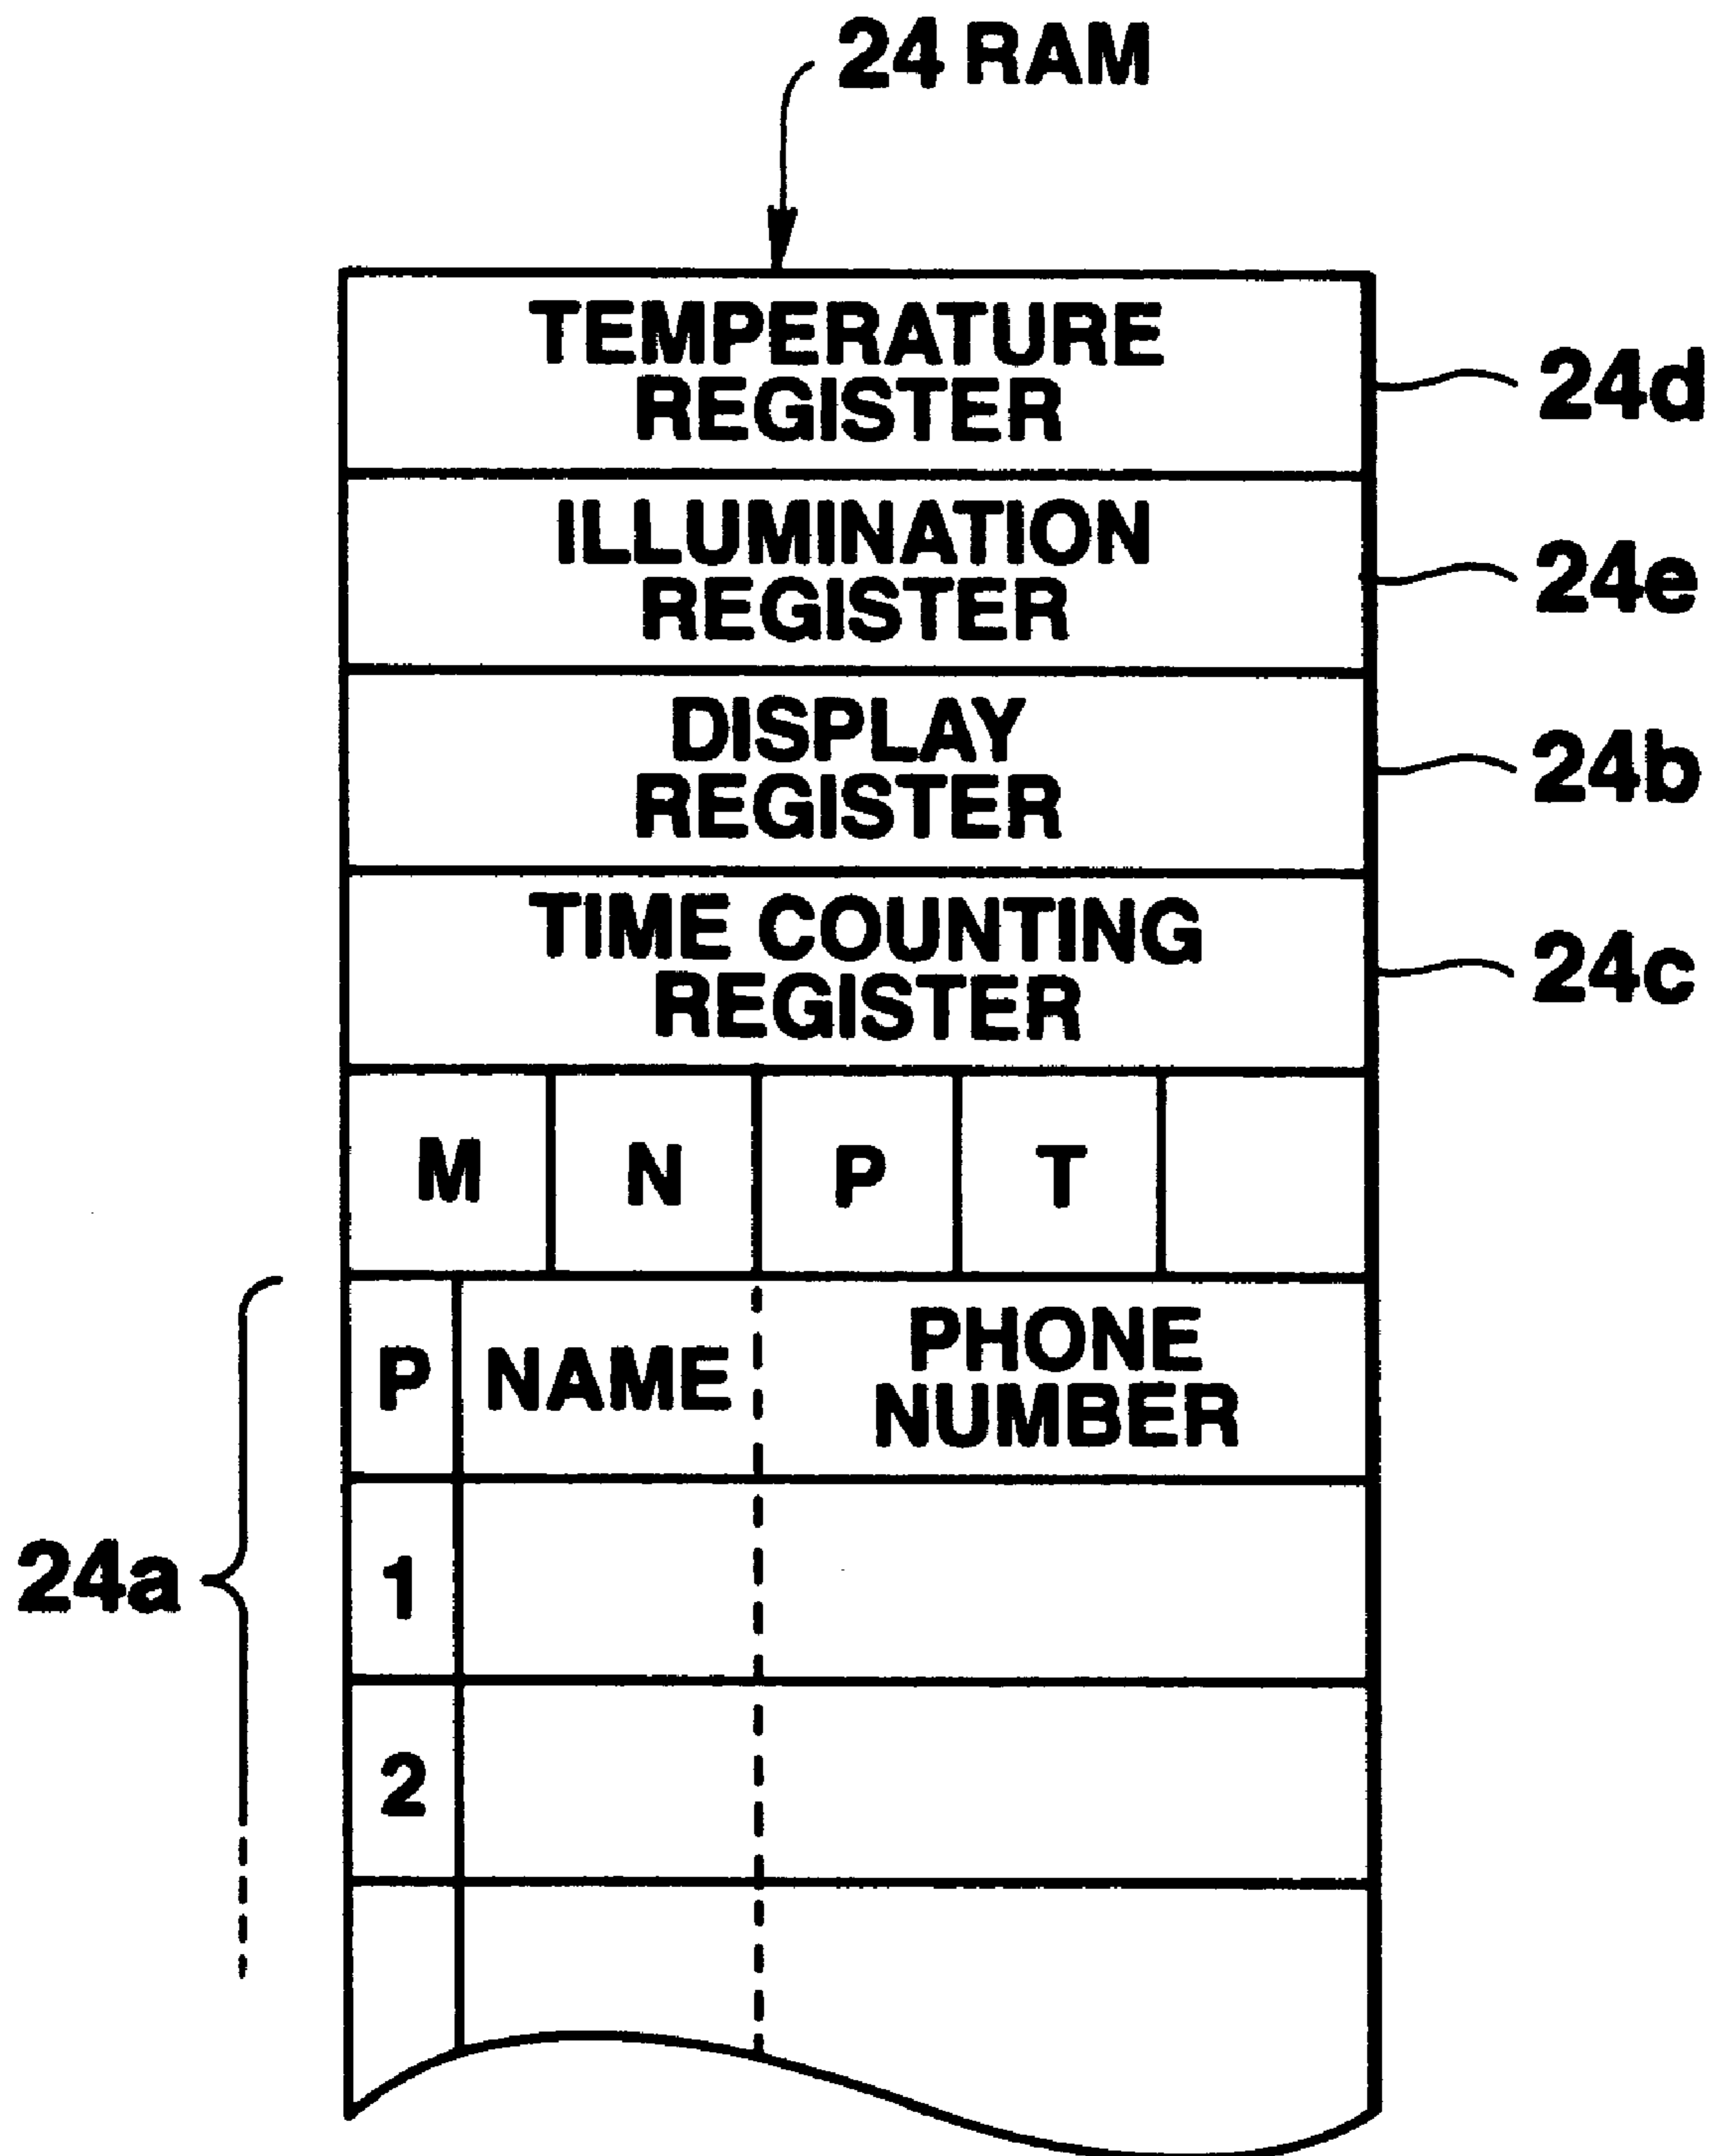 24 RAM
TEMPERATURE
REGISTER
24d
ILLUMINATION
REGISTER
24e
DISPLAY
REGISTER
24b
TIME COUNTING
REGISTER
24c
M N P T
P NAME PHONE
NUMBER
24a
1
2